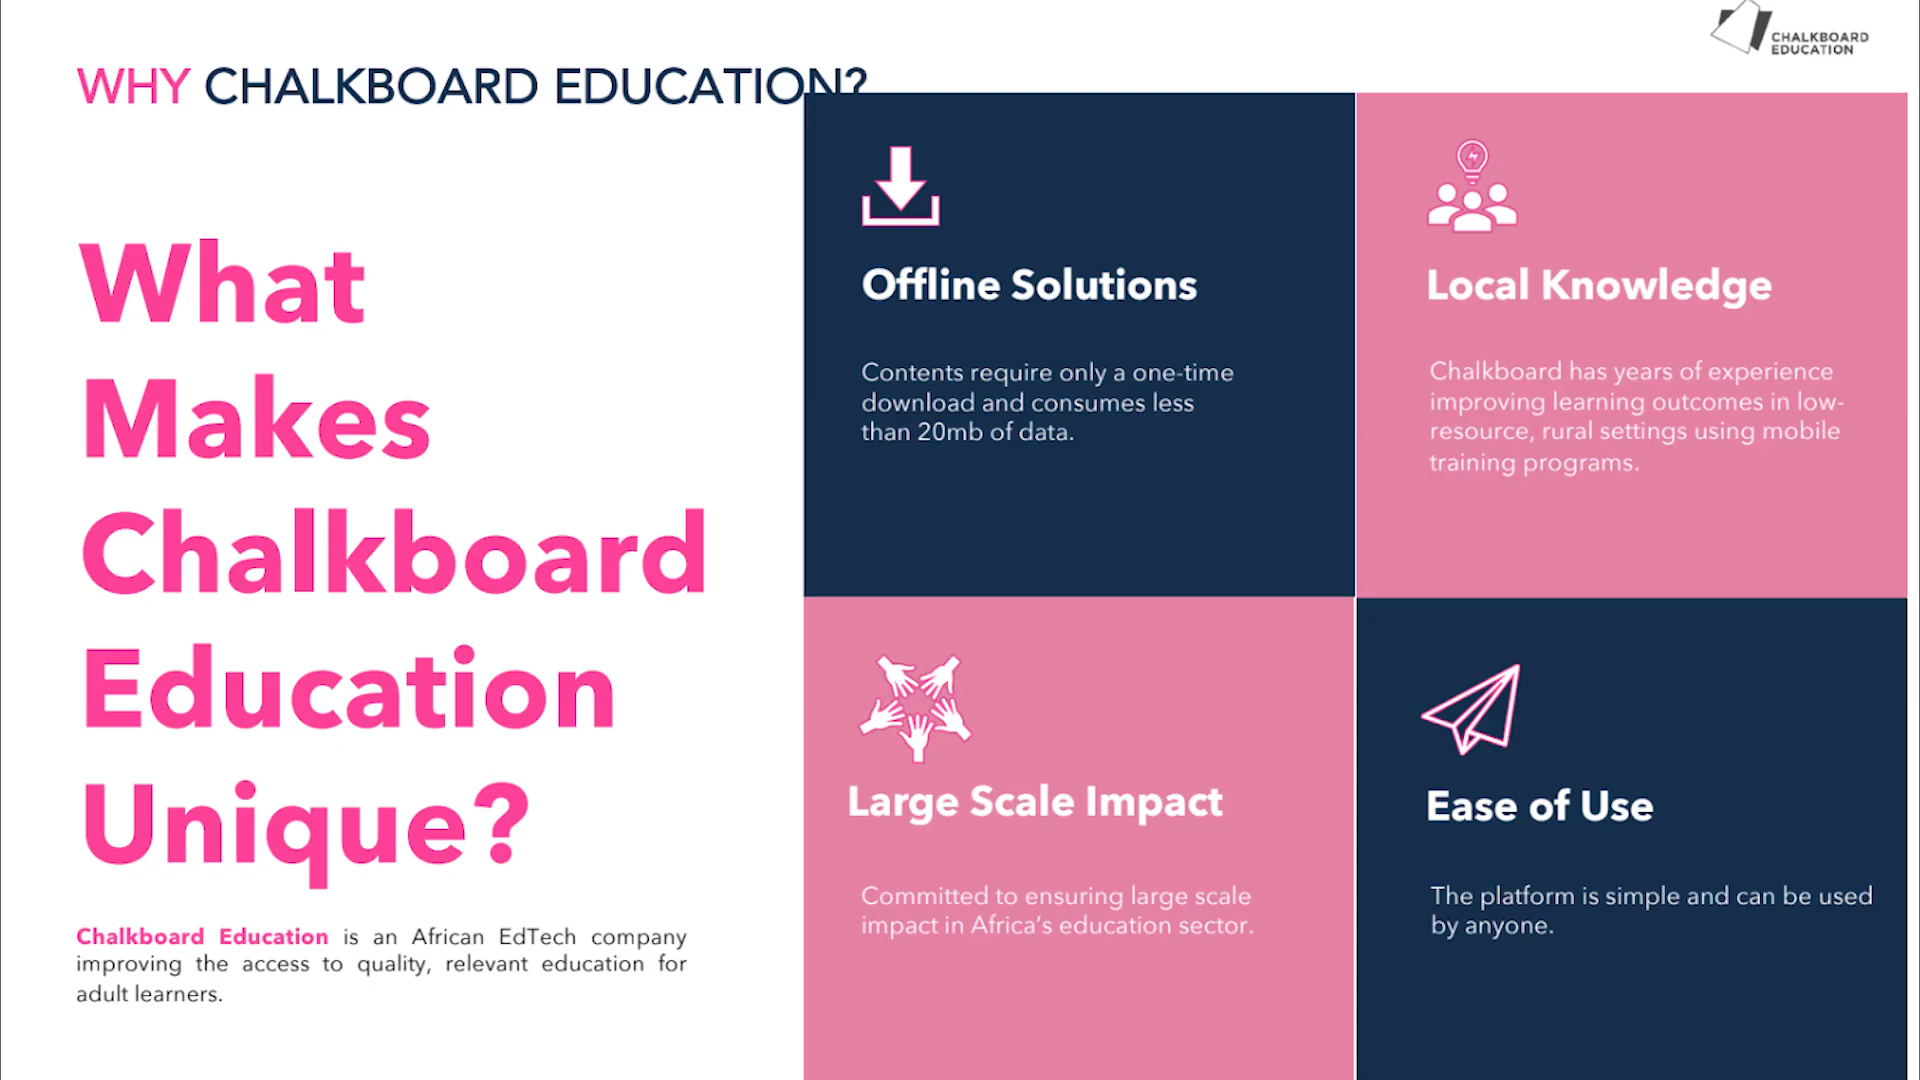 CHALKBOARD
EDUCATION
WHY CHALKBOARD EDUCATION?
What
Makes
Chalkboard
Education
Unique?
Chalkboard Education is an African EdTech company
improving the access to quality, relevant education for
adult learners.
Offline Solutions
Contents require only a one-time
download and consumes less
than 20mb of data.
Local Knowledge
Chalkboard has years of experience
improving learning outcomes in low-
resource, rural settings using mobile
training programs.
Large Scale Impact
Committed to ensuring large scale
impact in Africa's education sector.
Ease of Use
The platform is simple and can be used
by anyone.